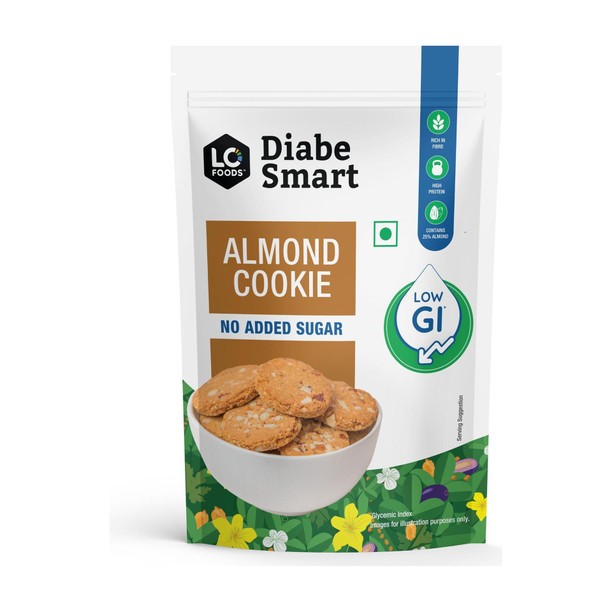 LC
FOODS
Diabe
Smart
RICH IN
FIBRE
HIGH
PROTEIN
CONTAINS
25% ALMOND
ALMOND
COOKIE
NO ADDED SUGAR
LOW
GI*
Serving Suggestion
*Glycemic Index
Images for illustration purposes only.